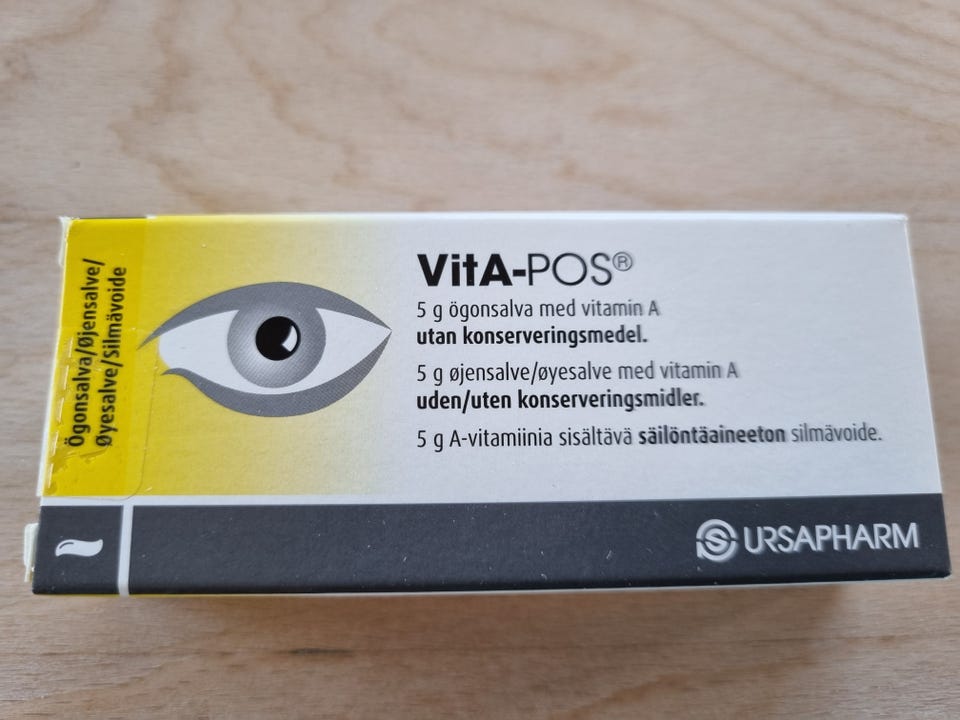 Ögonsalva/øjensalve/
øyesalve/silmävoide
VitA-POS®
5 g ögonsalva med vitamin A
utan konserveringsmedel.
5 g øjensalve/øyesalve med vitamin A
uden/uten konserveringsmidler.
5 g A-vitamiinia sisältävä säilöntäaineeton silmävoide.
URSAPHARM